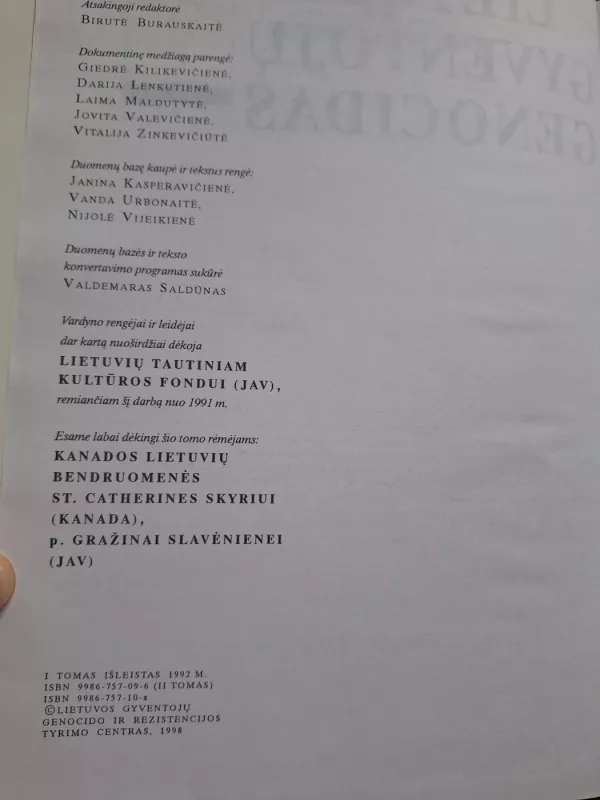 Atsakingoji redaktorė
BIRUTĖ BURAUSKAITĖ
Dokumentinę medžiagą parengė:
GIEDRĖ KILIKEVIČIENĖ,
DARIJA LENKUTIENĖ,
LAIMA MALDUTYTĖ,
JOVITA VALEVIČIENĖ,
VITALIJA ZINKEVIČIŪTĖ
Duomenų bazę kaupė ir tekstus rengė:
JANINA KASPERAVIČIENĖ,
VANDA URBONAITĖ,
NIJOLĖ VIJEIKIENĖ
Duomenų bazės ir teksto
konvertavimo programas sukūrė
VALDEMARAS SALDŪNAS
Vardyno rengėjai ir leidėjai
dar kartą nuoširdžiai dėkoja
LIETUVIŲ TAUTINIAM
KULTŪROS FONDUI (JAV),
remiančiam šį darbą nuo 1991 m.
Esame labai dėkingi šio tomo rėmėjams:
KANADOS LIETUVIŲ
BENDRUOMENĖS
ST. CATHERINES SKYRIUI
(KANADA),
p. GRAŽINAI SLAVĖNIENEI
(JAV)
I TOMAS IŠLEISTAS 1992 M.
ISBN 9986-757-09-6 (II TOMAS)
ISBN 9986-757-10-x
©LIETUVOS GYVENTOJŲ
GENOCIDO IR REZISTENCIJOS
TYRIMO CENTRAS, 1998
GYVENTOJŲ
GENOCIDAS